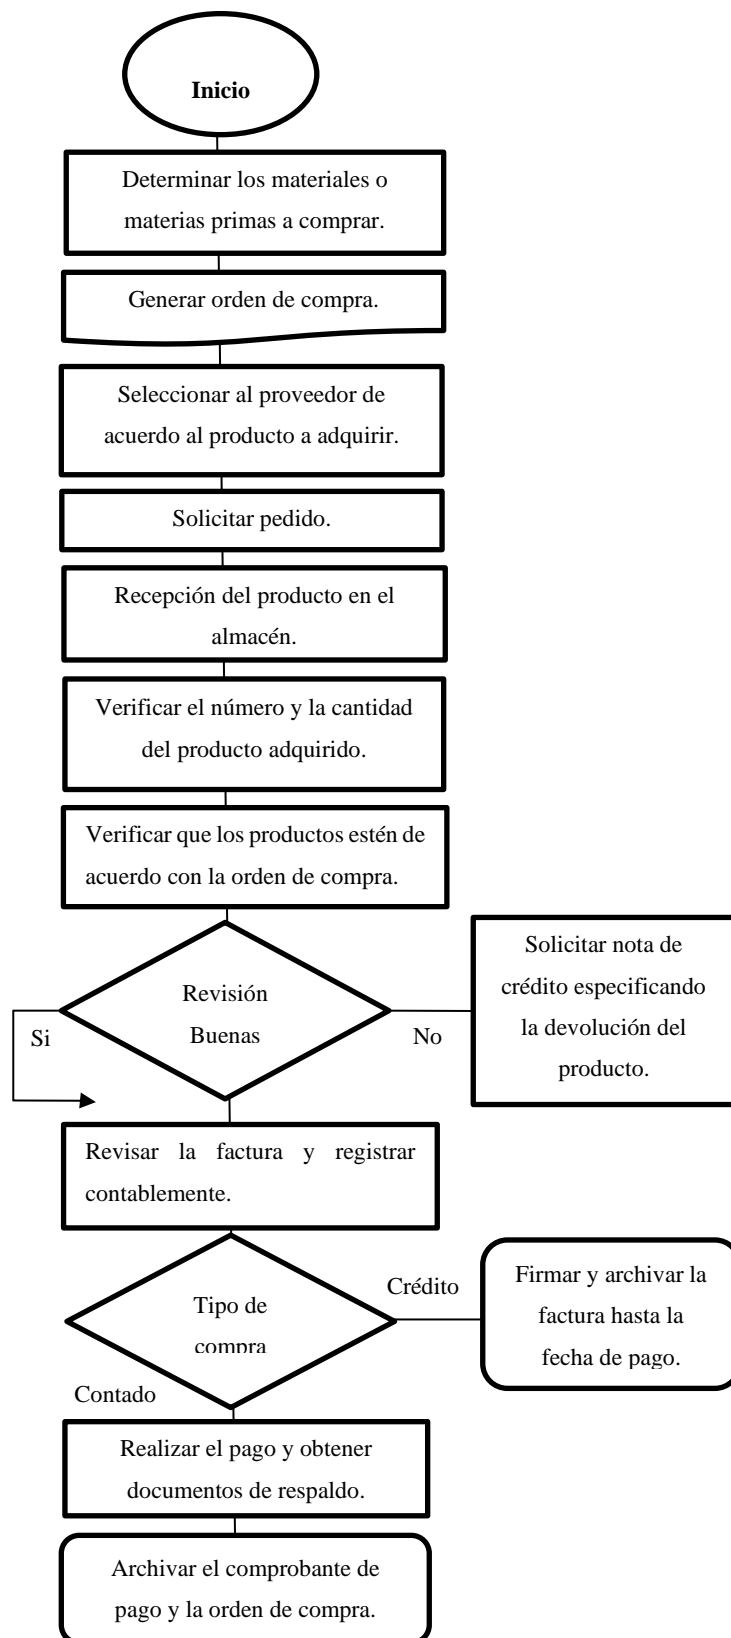 Inicio
Determinar los materiales o
materias primas a comprar.
Generar orden de compra.
Seleccionar al proveedor de
acuerdo al producto a adquirir.
Solicitar pedido.
Recepción del producto en el
almacén.
Verificar el número y la cantidad
del producto adquirido.
Verificar que los productos estén de
acuerdo con la orden de compra.
Revisión
Buenas
Si
No
Solicitar nota de
crédito especificando
la devolución del
producto.
Revisar la factura y registrar
contablemente.
Tipo de
compra
Crédito
Firmar y archivar la
factura hasta la
fecha de pago.
Contado
Realizar el pago y obtener
documentos de respaldo.
Archivar el comprobante de
pago y la orden de compra.